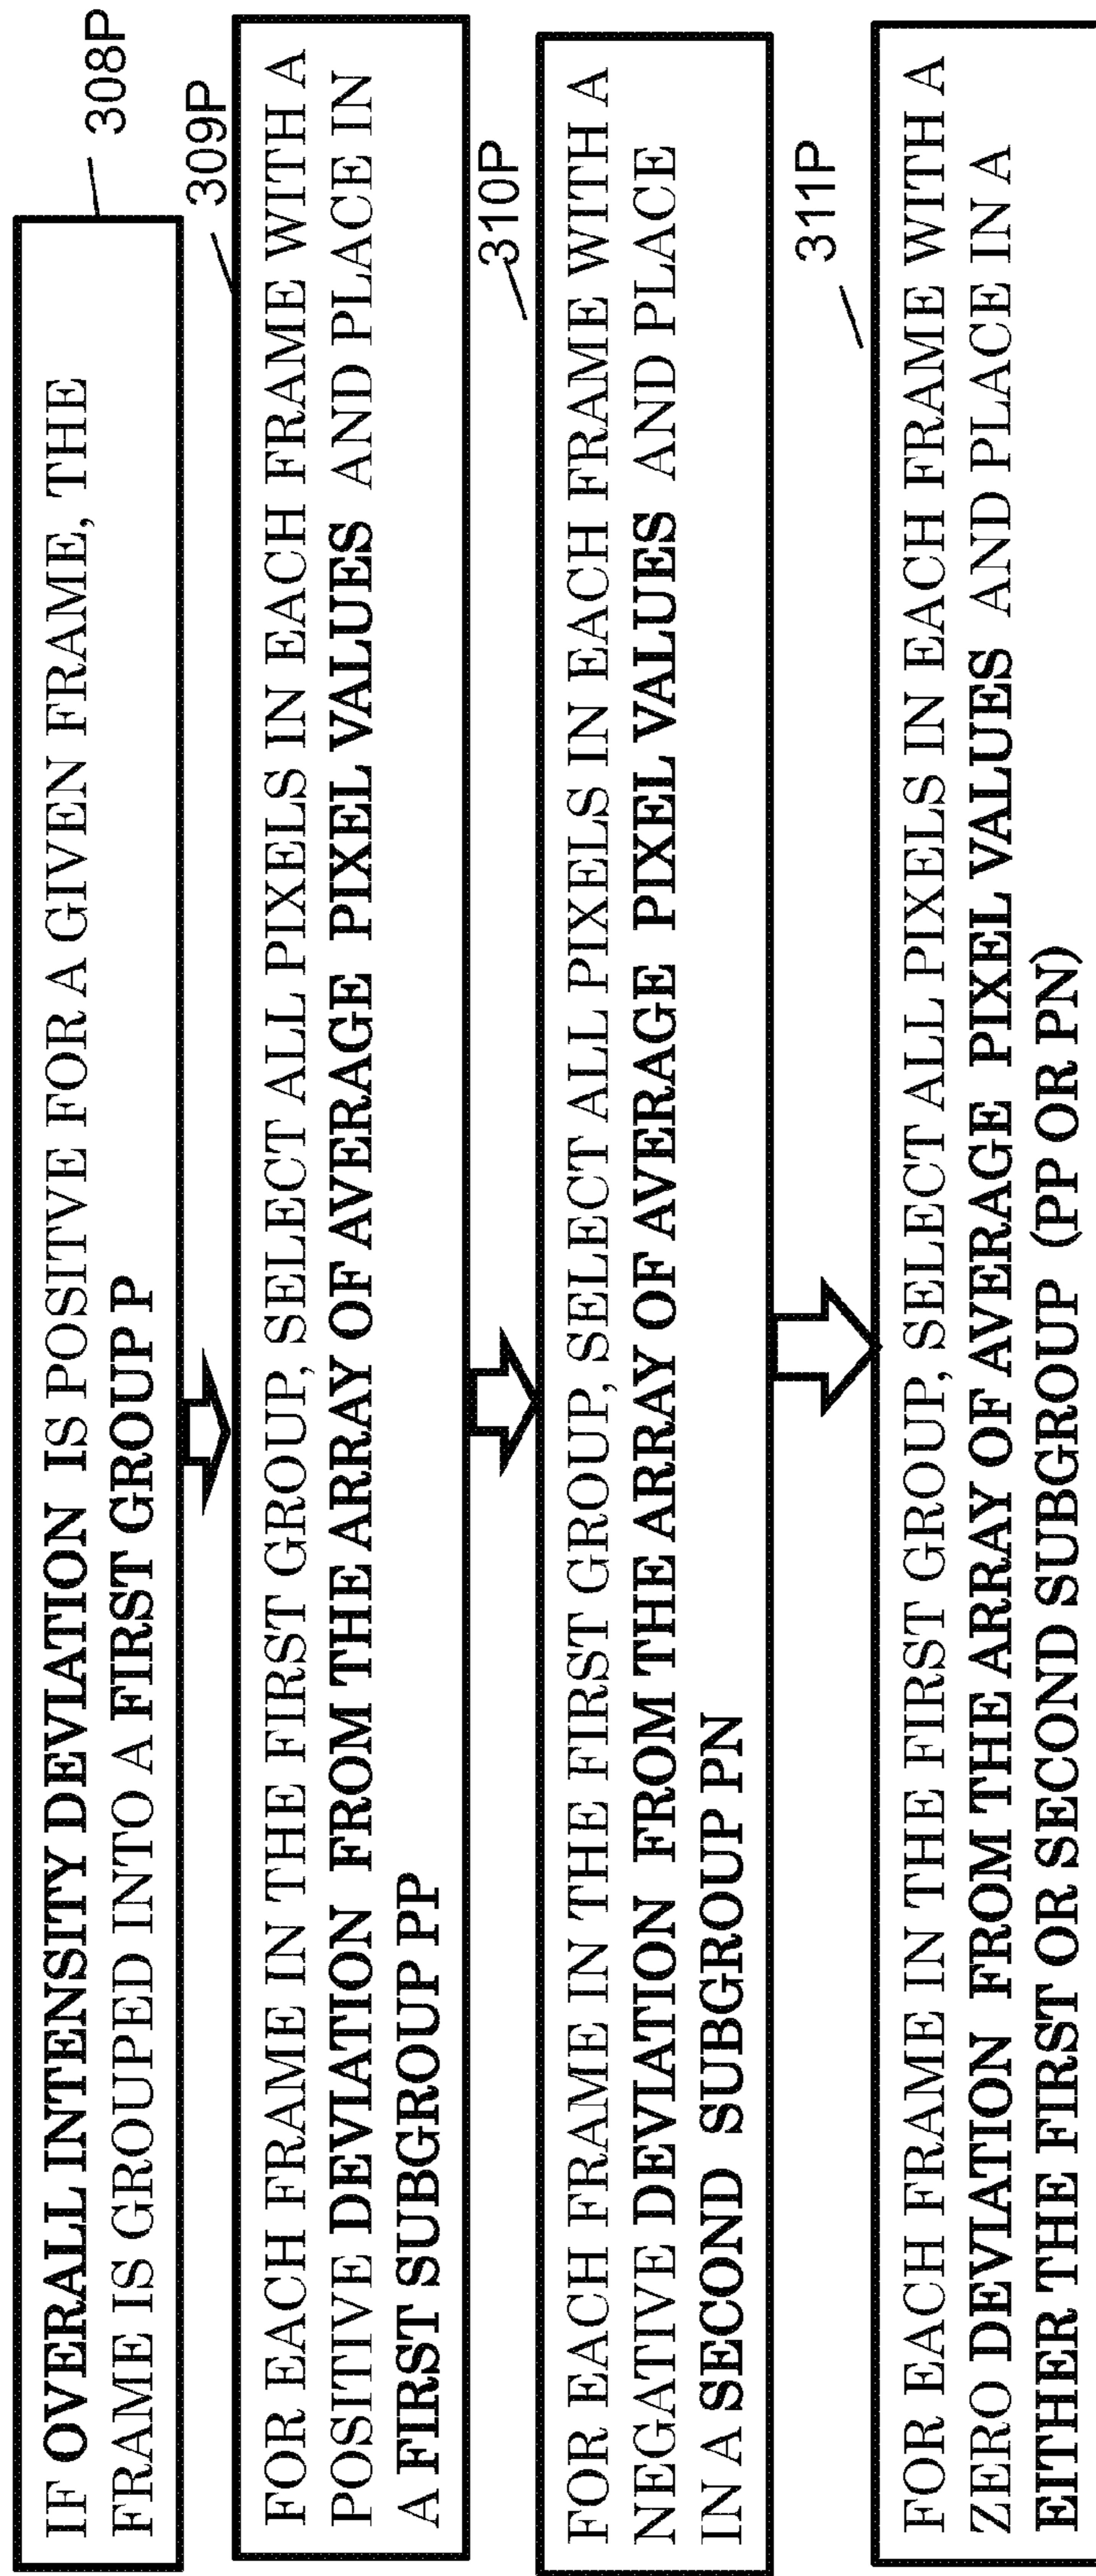 IF OVERALL INTENSITY DEVIATION IS POSITVE FOR A GIVEN FRAME, THE
FRAME IS GROUPED INTO A FIRST GROUP P
308P
309P
FOR EACH FRAME IN THE FIRST GROUP, SELECT ALL PIXELS IN EACH FRAME WITH A
POSITIVE DEVIATION FROM THE ARRAY OF AVERAGE PIXEL VALUES AND PLACE IN
A FIRST SUBGROUP PP
310P
FOR EACH FRAME IN THE FIRST GROUP, SELECT ALL PIXELS IN EACH FRAME WITH A
NEGATIVE DEVIATION FROM THE ARRAY OF AVERAGE PIXEL VALUES AND PLACE
IN A SECOND SUBGROUP PN
311P
FOR EACH FRAME IN THE FIRST GROUP, SELECT ALL PIXELS IN EACH FRAME WITH A
ZERO DEVIATION FROM THE ARRAY OF AVERAGE PIXEL VALUES AND PLACE IN A
EITHER THE FIRST OR SECOND SUBGROUP (PP OR PN)